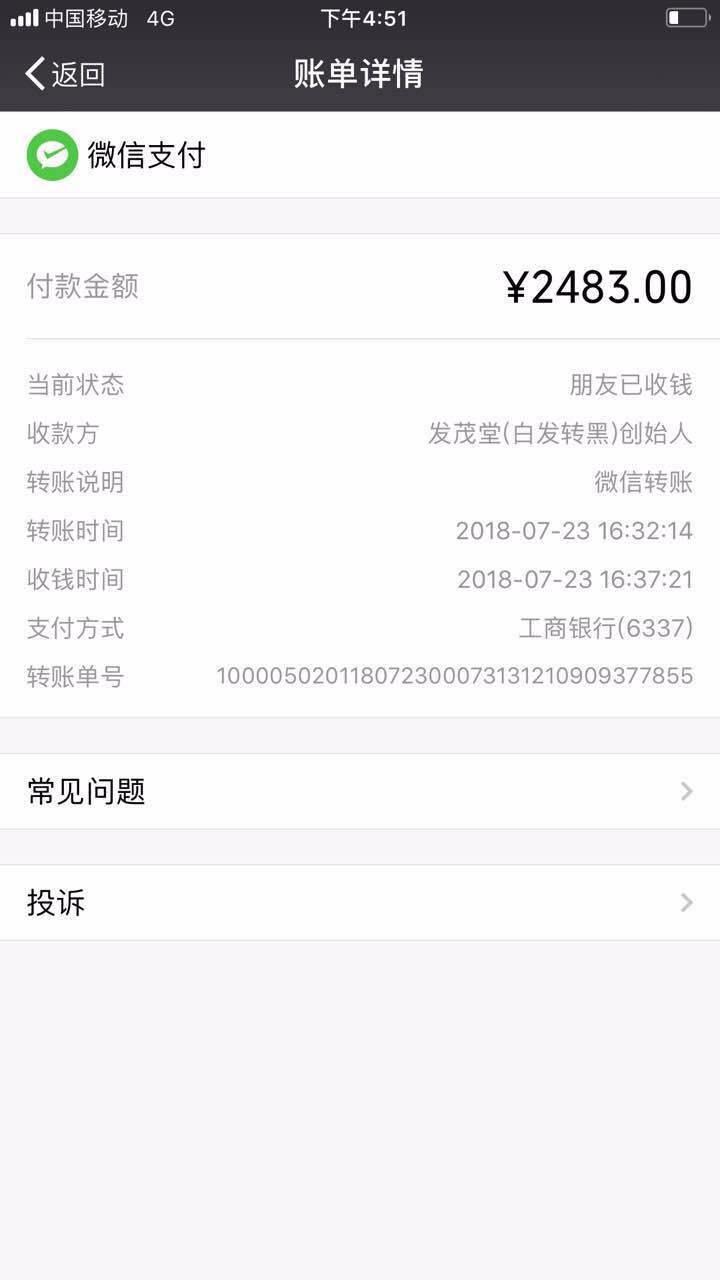 中国移动 4G 下午4:51
返回 账单详情
微信支付
付款金额 ¥2483.00
当前状态 朋友已收钱
收款方 发茂堂(白发转黑)创始人
转账说明 微信转账
转账时间 2018-07-23 16:32:14
收钱时间 2018-07-23 16:37:21
支付方式 工商银行(6337)
转账单号 100005020118072300073131210909377855
常见问题
投诉